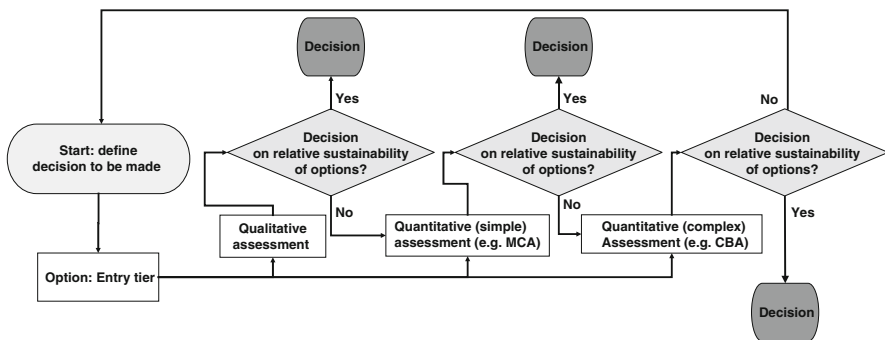 Decision
Decision
Yes
Yes
No
Start: define
decision to be made
Decision
on relative sustainability
of options?
Decision
on relative sustainability
of options?
Decision
on relative sustainability
of options?
No
No
Yes
Qualitative
assessment
Quantitative (simple)
assessment (e.g. MCA)
Quantitative (complex)
Assessment (e.g. CBA)
Option: Entry tier
Decision